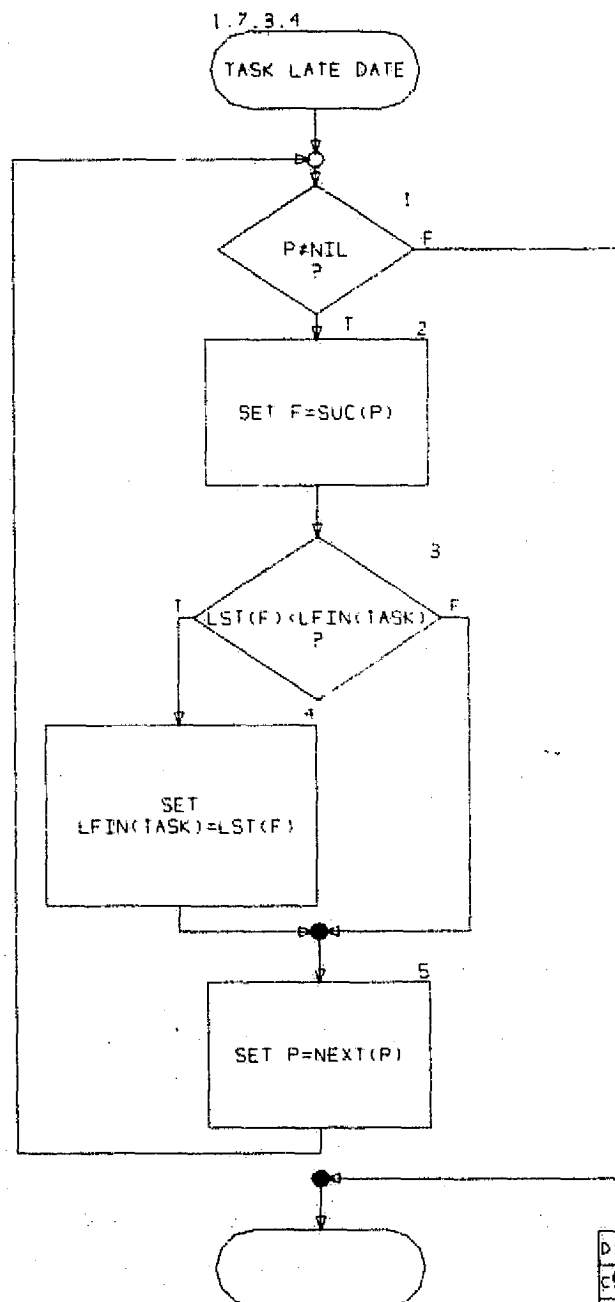 1.7.3.4
TASK LATE DATE
1
P≠NIL
?
F
T
2
SET F=SUC(P)
3
T
LST(F)<LFIN(TASK)
?
F
4
SET
LFIN(TASK)=LST(F)
5
SET P=NEXT(P)
D